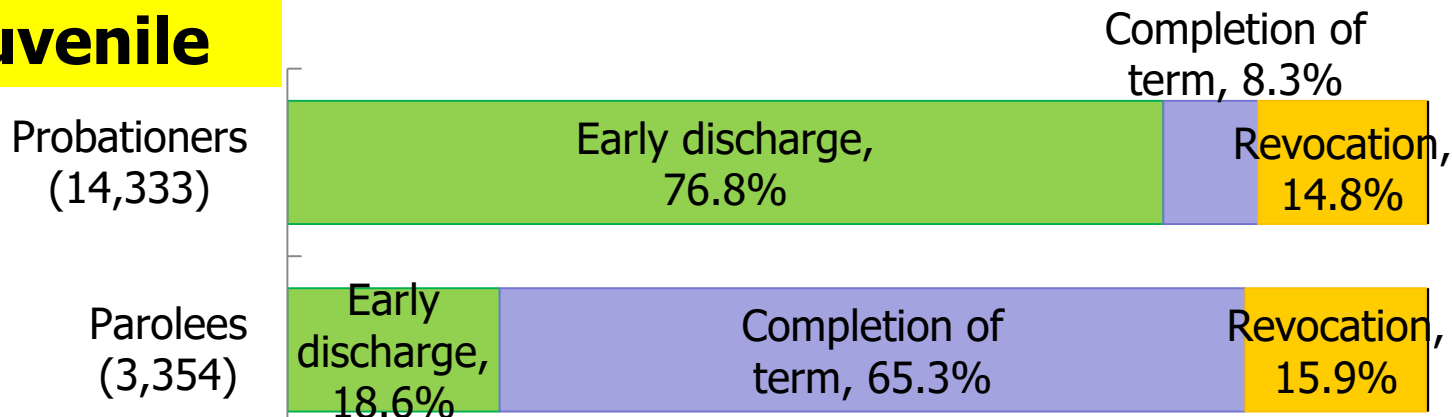 uvenile
Completion of
term, 8.3%
Probationers
(14,333)
Early discharge,
76.8%
Revocation,
14.8%
Parolees
(3,354)
Early
discharge,
18.6%
Completion of
term, 65.3%
Revocation,
15.9%